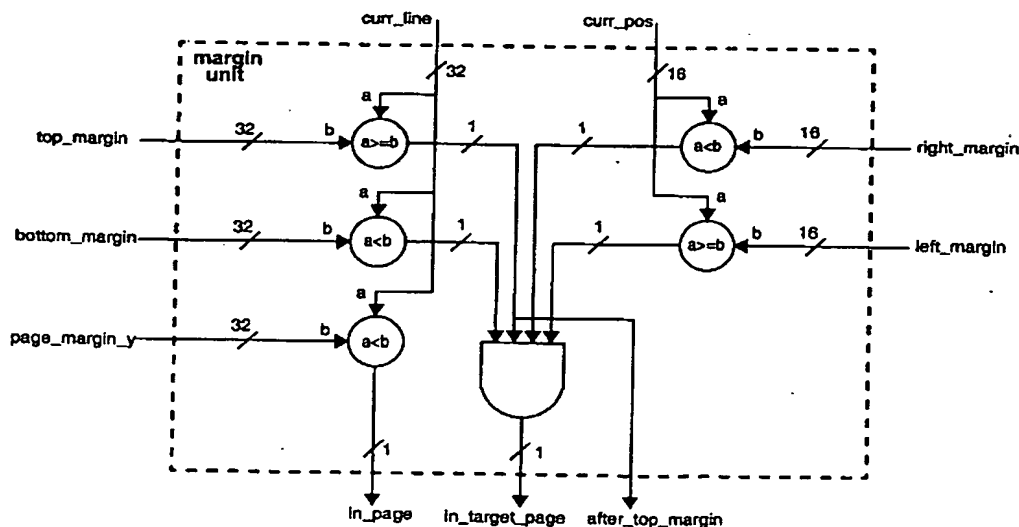 curr_line
curr_pos
margin
unit
32
16
a
a
top_margin
32
b
a>=b
1
1
a<b
b
16
right_margin
a
a
bottom_margin
32
b
a<b
1
1
a>=b
b
16
left_margin
a
page_margin_y
32
b
a<b
1
1
in_page
in_target_page
after_top_margin